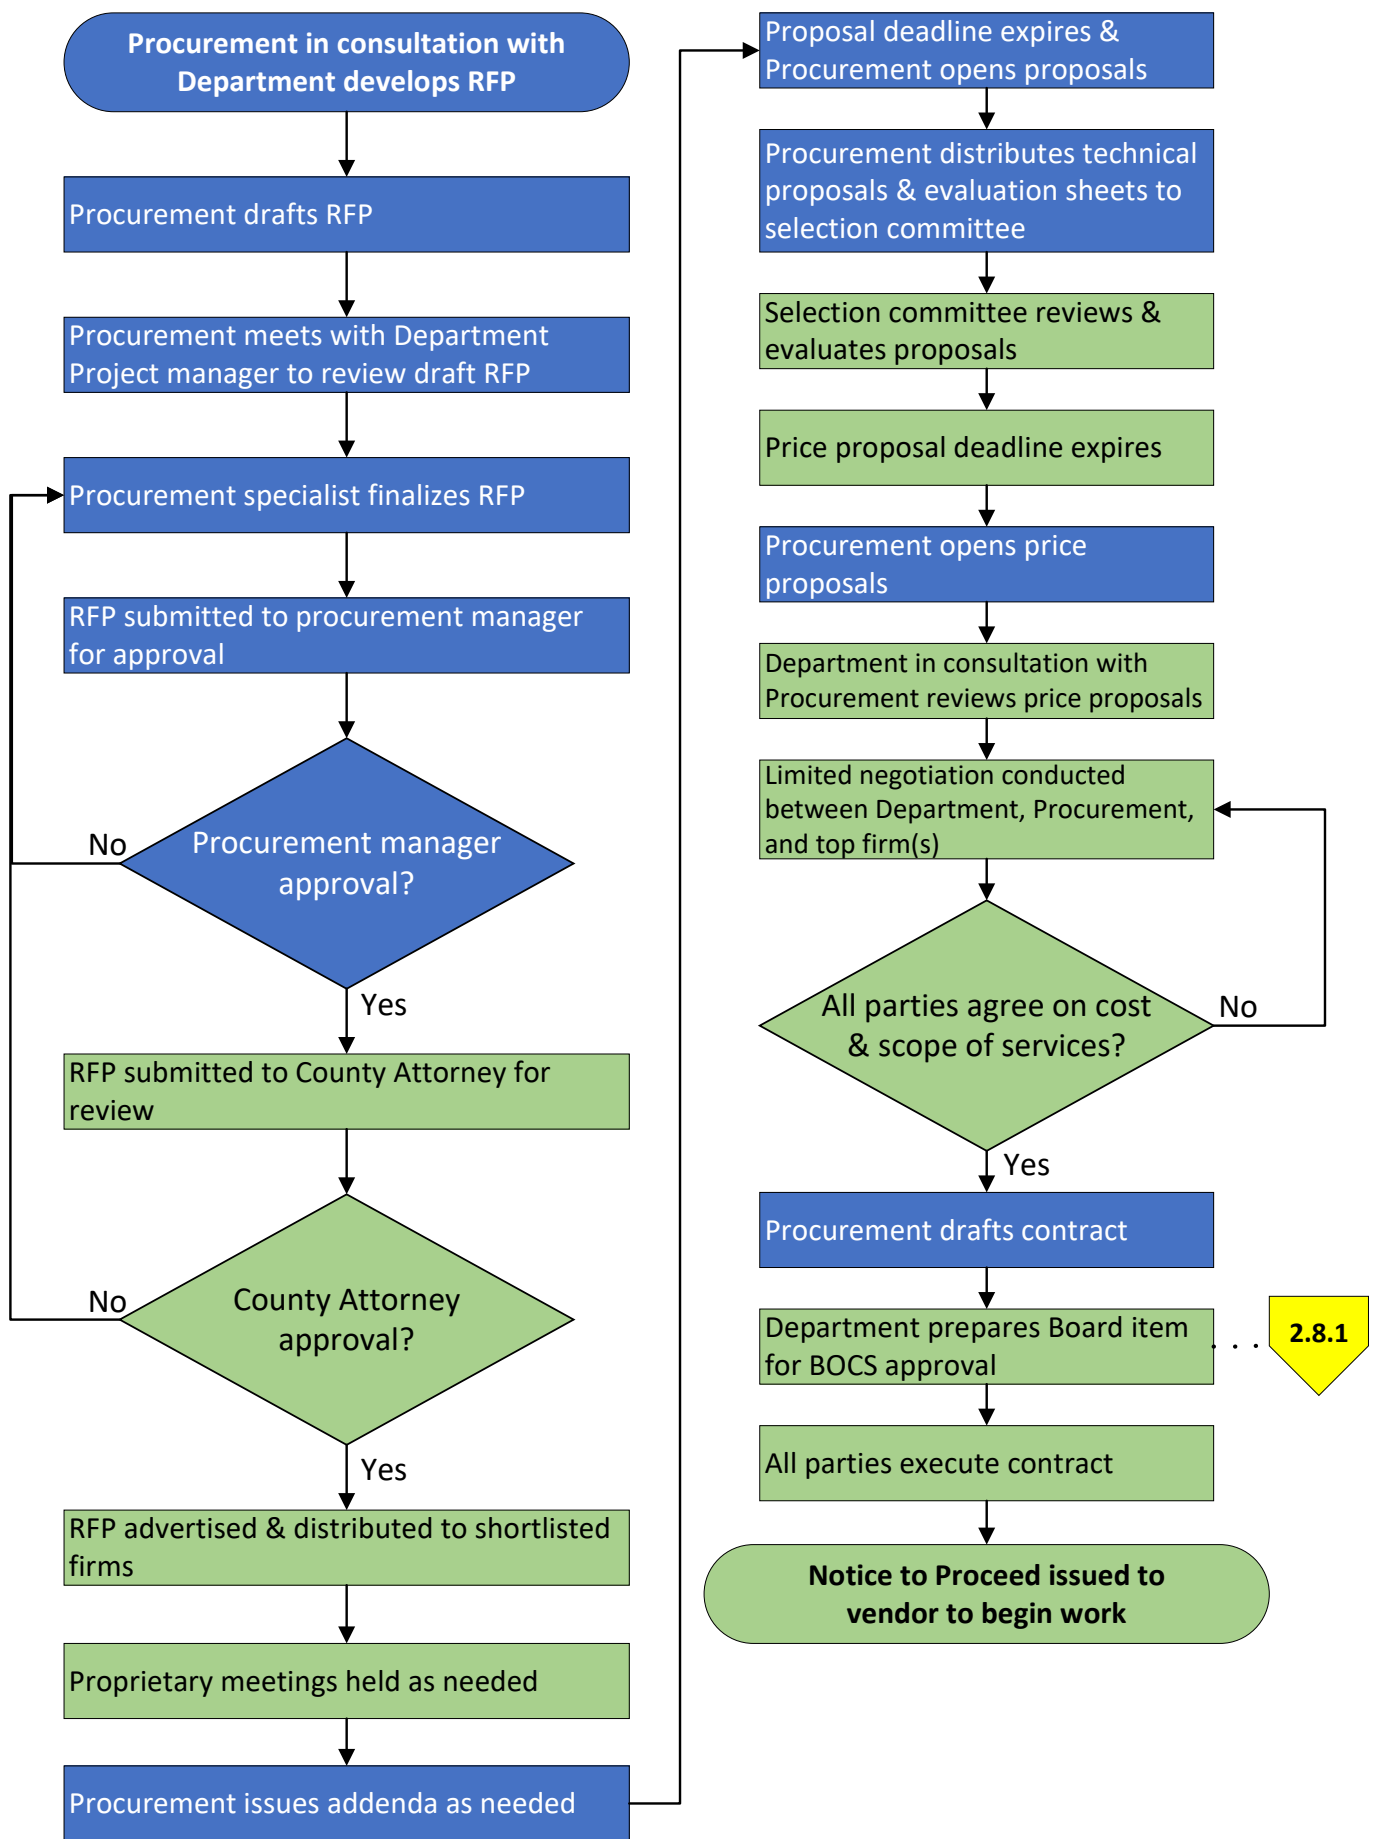 Procurement in consultation with
Department develops RFP
Procurement drafts RFP
Procurement meets with Department
Project manager to review draft RFP
Procurement specialist finalizes RFP
RFP submitted to procurement manager
for approval
No
Procurement manager
approval?
Yes
RFP submitted to County Attorney for
review
No
County Attorney
approval?
Yes
RFP advertised & distributed to shortlisted
firms
Proprietary meetings held as needed
Procurement issues addenda as needed
Proposal deadline expires &
Procurement opens proposals
Procurement distributes technical
proposals & evaluation sheets to
selection committee
Selection committee reviews &
evaluates proposals
Price proposal deadline expires
Procurement opens price
proposals
Department in consultation with
Procurement reviews price proposals
Limited negotiation conducted
between Department, Procurement,
and top firm(s)
All parties agree on cost
& scope of services?
No
Yes
Procurement drafts contract
Department prepares Board item
for BOCS approval
2.8.1
All parties execute contract
Notice to Proceed issued to
vendor to begin work